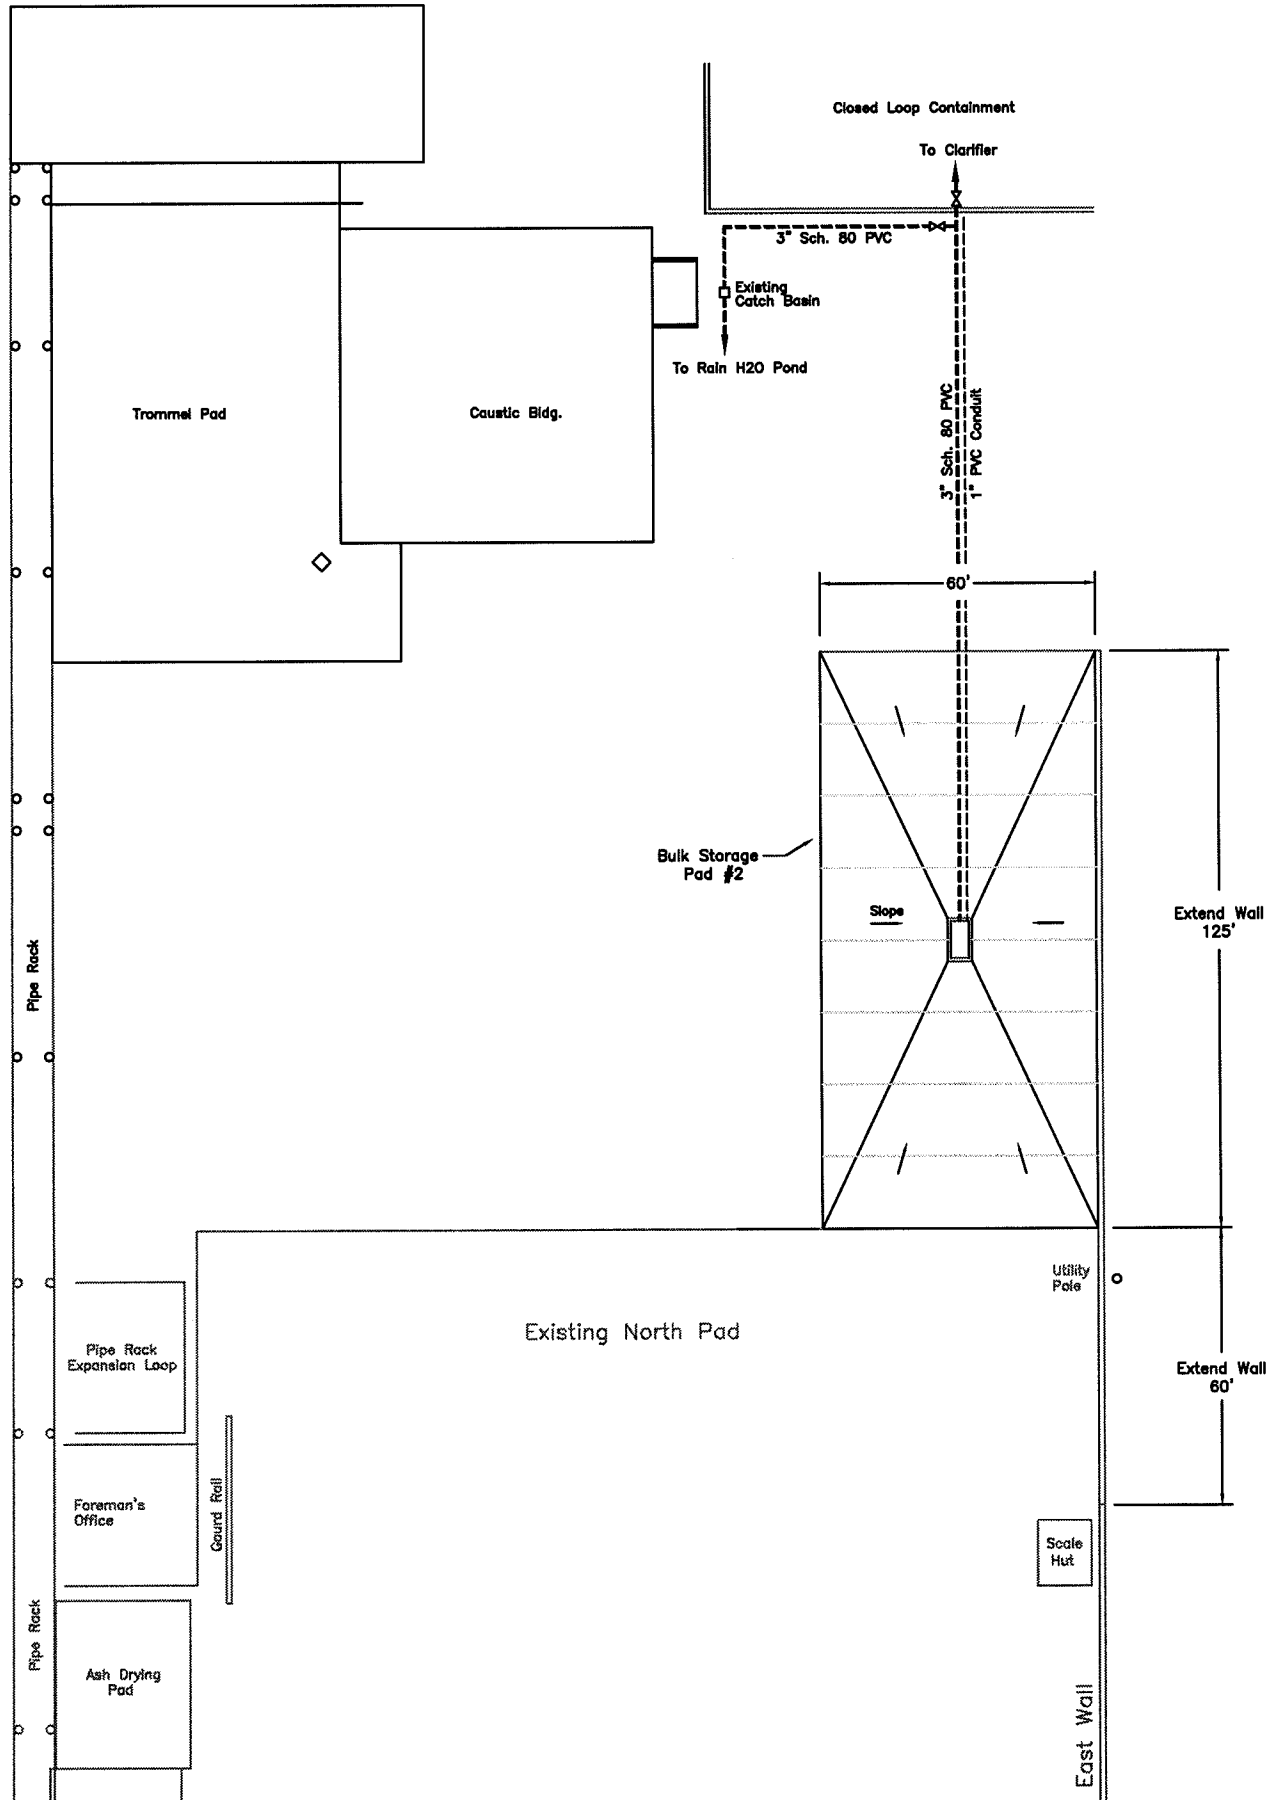 Closed Loop Containment
To Clarifier
3" Sch. 80 PVC
Existing
Catch Basin
To Rain H2O Pond
Trommel Pad
Caustic Bldg.
3" Sch. 80 PVC
1" PVC Conduit
60'
Bulk Storage
Pad #2
Slope
Extend Wall
125'
Pipe Rack
Utility
Pole
Existing North Pad
Pipe Rack
Expansion Loop
Extend Wall
60'
Foreman's
Office
Gaurd Rail
Scale
Hut
Pipe Rack
Ash Drying
Pad
East Wall